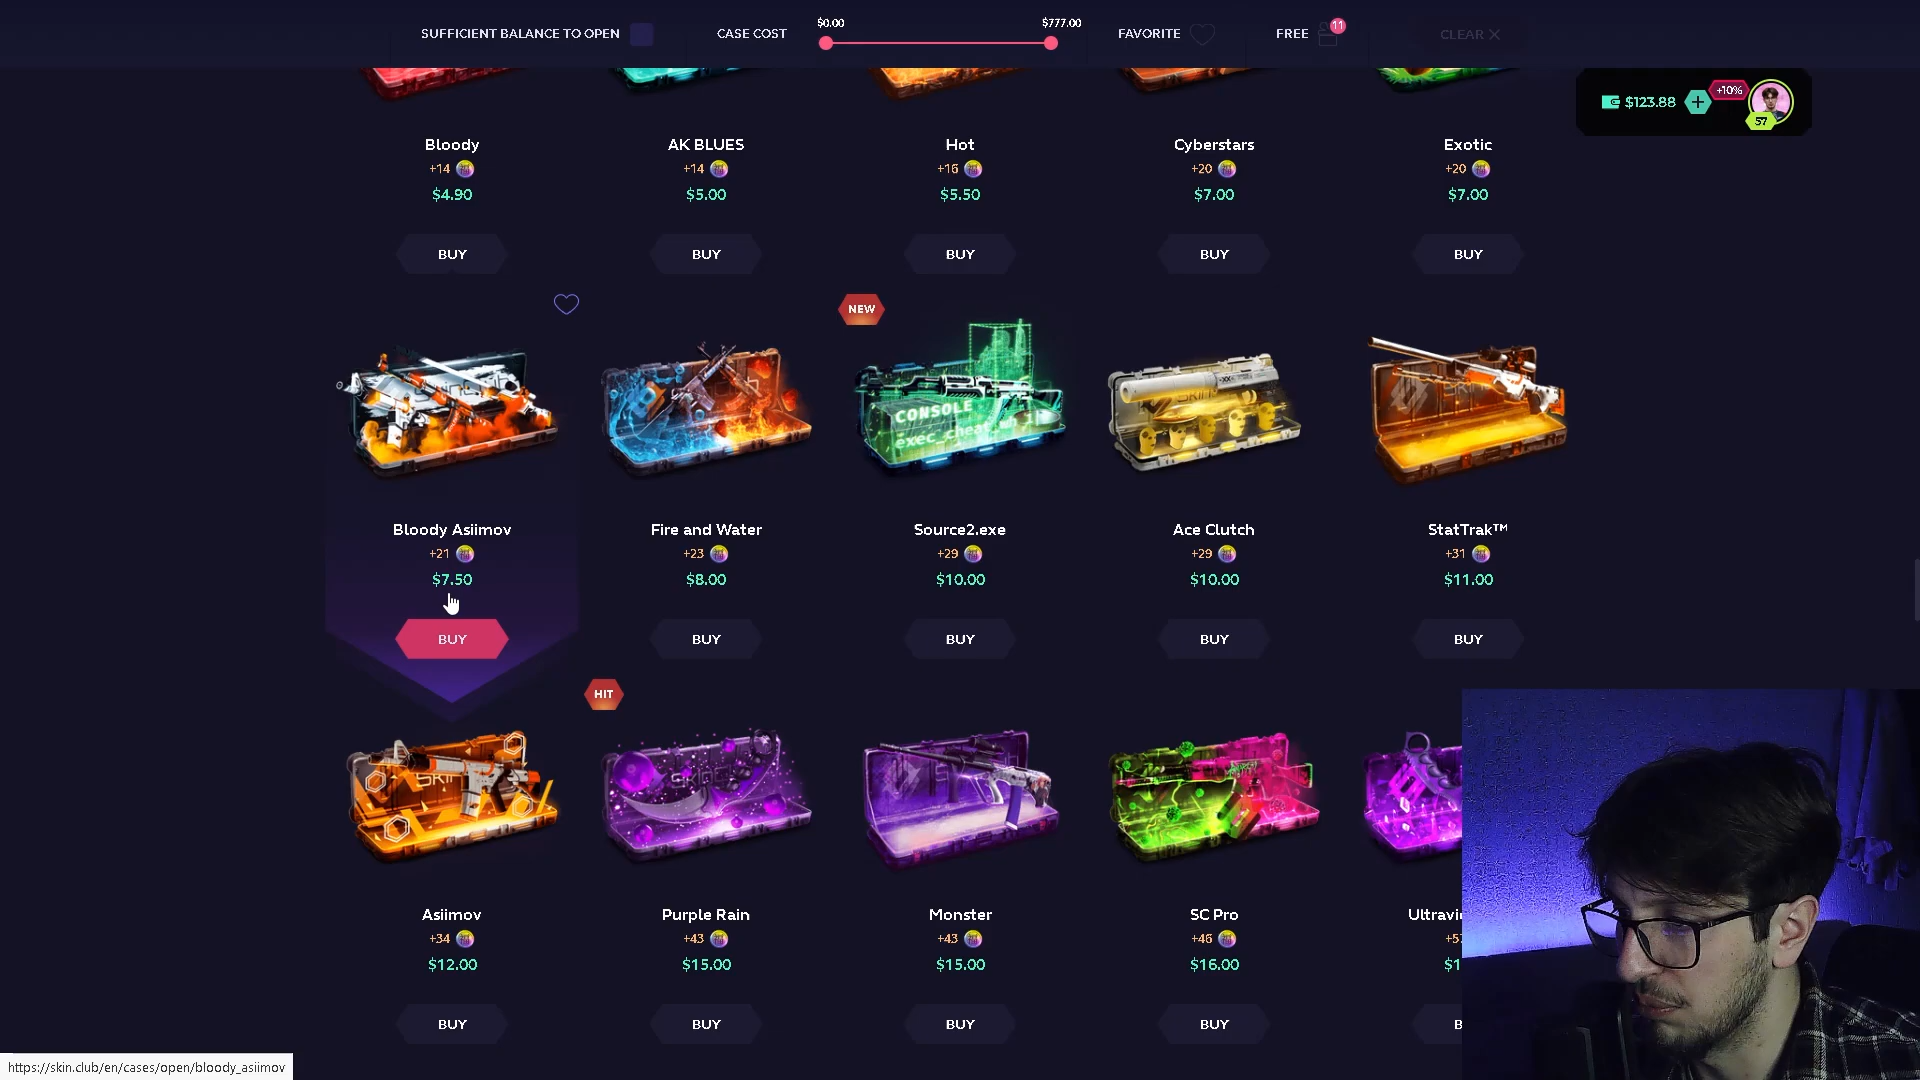 SUFFICIENT BALANCE TO OPEN
CASE COST
$0.00
$777.00
FAVORITE
FREE
11
CLEAR
$123.88
+10%
57
Bloody
AK BLUES
Hot
Cyberstars
Exotic
+14
+14
+16
+20
+20
$4.90
$5.00
$5.50
$7.00
$7.00
BUY
BUY
BUY
BUY
BUY
NEW
CONSOLE
Bloody Asiimov
Fire and Water
Source2.exe
Ace Clutch
StatTrak™
+21
+23
+29
+29
+31
$7.50
$8.00
$10.00
$10.00
$11.00
BUY
BUY
BUY
BUY
BUY
HIT
Asiimov
Purple Rain
Monster
SC Pro
+34
+43
+43
+46
$12.00
$15.00
$15.00
$16.00
BUY
BUY
BUY
BUY
https://skin.club/en/cases/open/bloody_asiimov